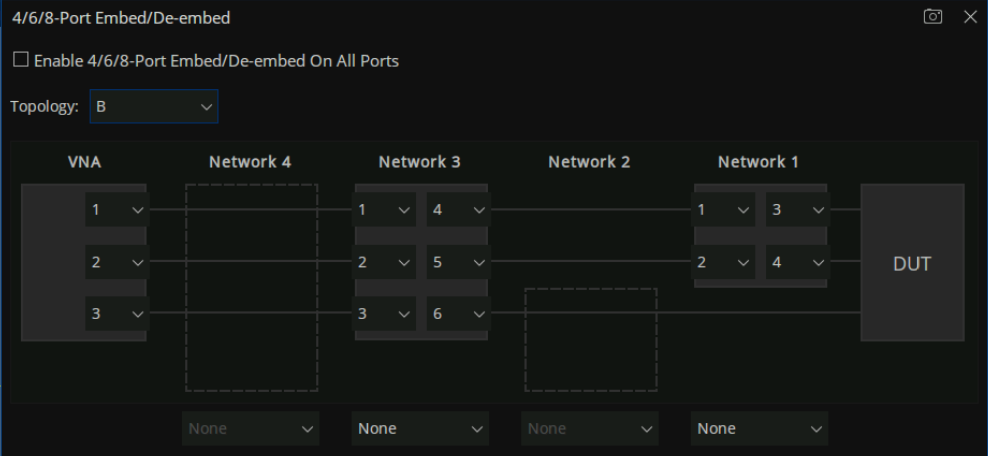 4/6/8-Port Embed/De-embed
Enable 4/6/8-Port Embed/De-embed On All Ports
Topology: B
VNA Network 4 Network 3 Network 2 Network 1
1 1 4 1 3
2 2 5 2 4 DUT
3 3 6
None None None None